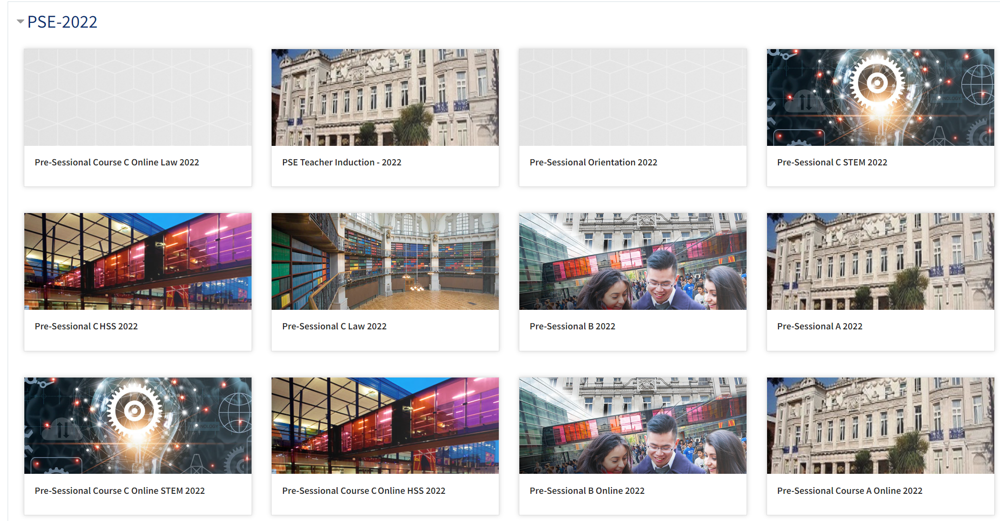 PSE-2022
Pre-Sessional Course C Online Law 2022
PSE Teacher Induction - 2022
Pre-Sessional Orientation 2022
TECHNOLOGY
Pre-Sessional C STEM 2022
Pre-Sessional C HSS 2022
Pre-Sessional C Law 2022
Pre-Sessional B 2022
Pre-Sessional A 2022
TECHNOLOGY
Pre-Sessional Course C Online STEM 2022
Pre-Sessional Course C Online HSS 2022
Pre-Sessional B Online 2022
Pre-Sessional Course A Online 2022